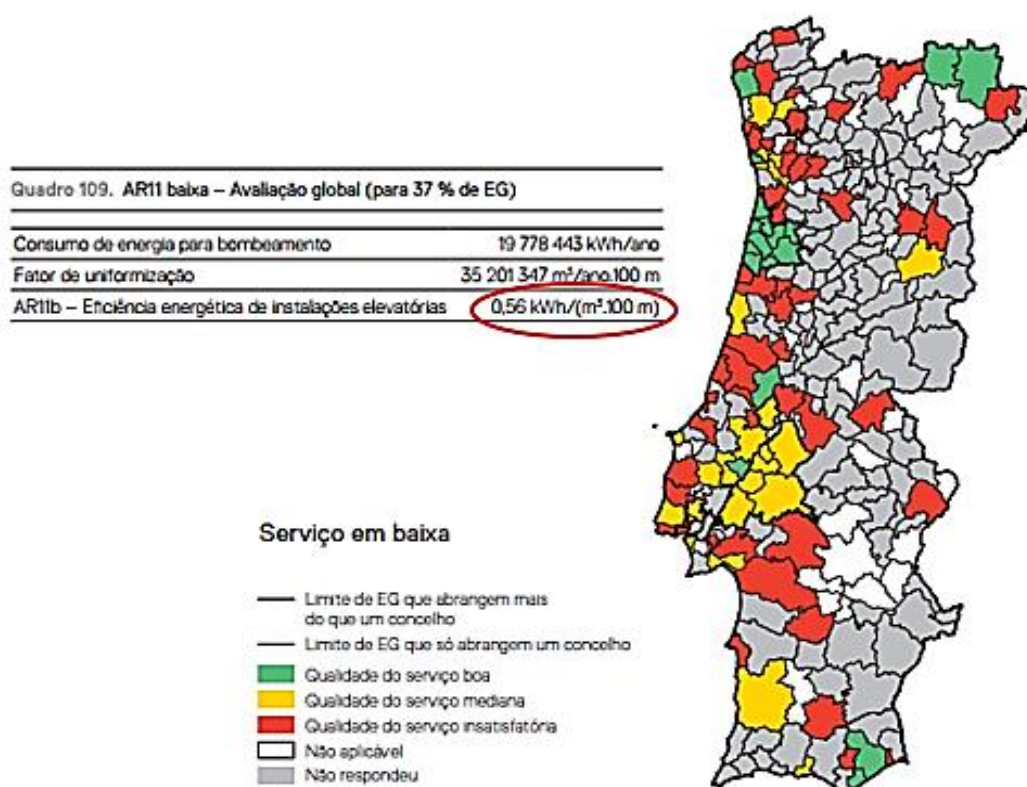 Quadro 109. AR11 baixa – Avaliação global (para 37 % de EG)
Consumo de energia para bombeamento 19 778 443 kWh/ano
Fator de uniformização 35 201 347 m³/ano.100 m
AR11b – Eficiência energética de instalações elevatórias 0,56 kWh/(m³.100 m)
Serviço em baixa
Limite de EG que abrangem mais
do que um concelho
Limite de EG que só abrangem um concelho
Qualidade do serviço boa
Qualidade do serviço mediana
Qualidade do serviço insatisfatória
Não aplicável
Não respondeu